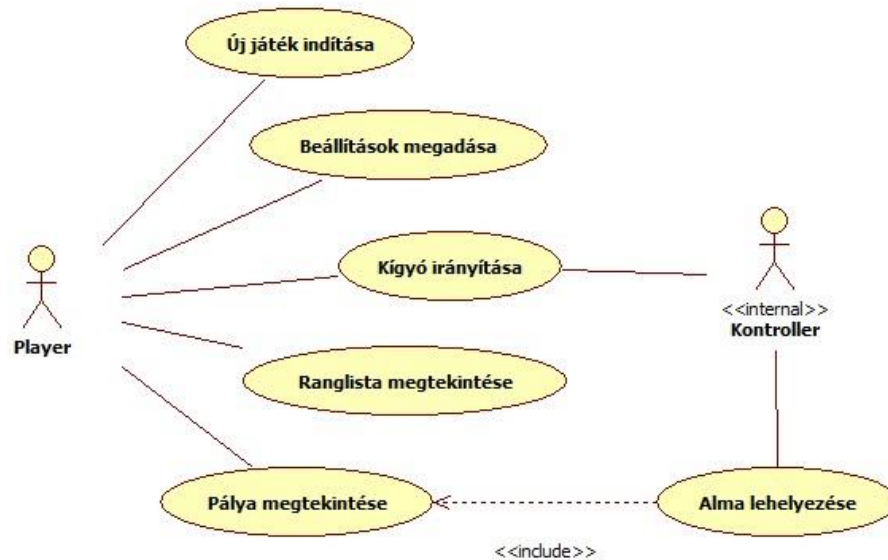 Új játék indítása
Beállítások megadása
Kígyó irányítása
<<internal>>
Kontroller
Player
Ranglista megtekintése
Pálya megtekintése
Alma lehelyezése
<<include>>